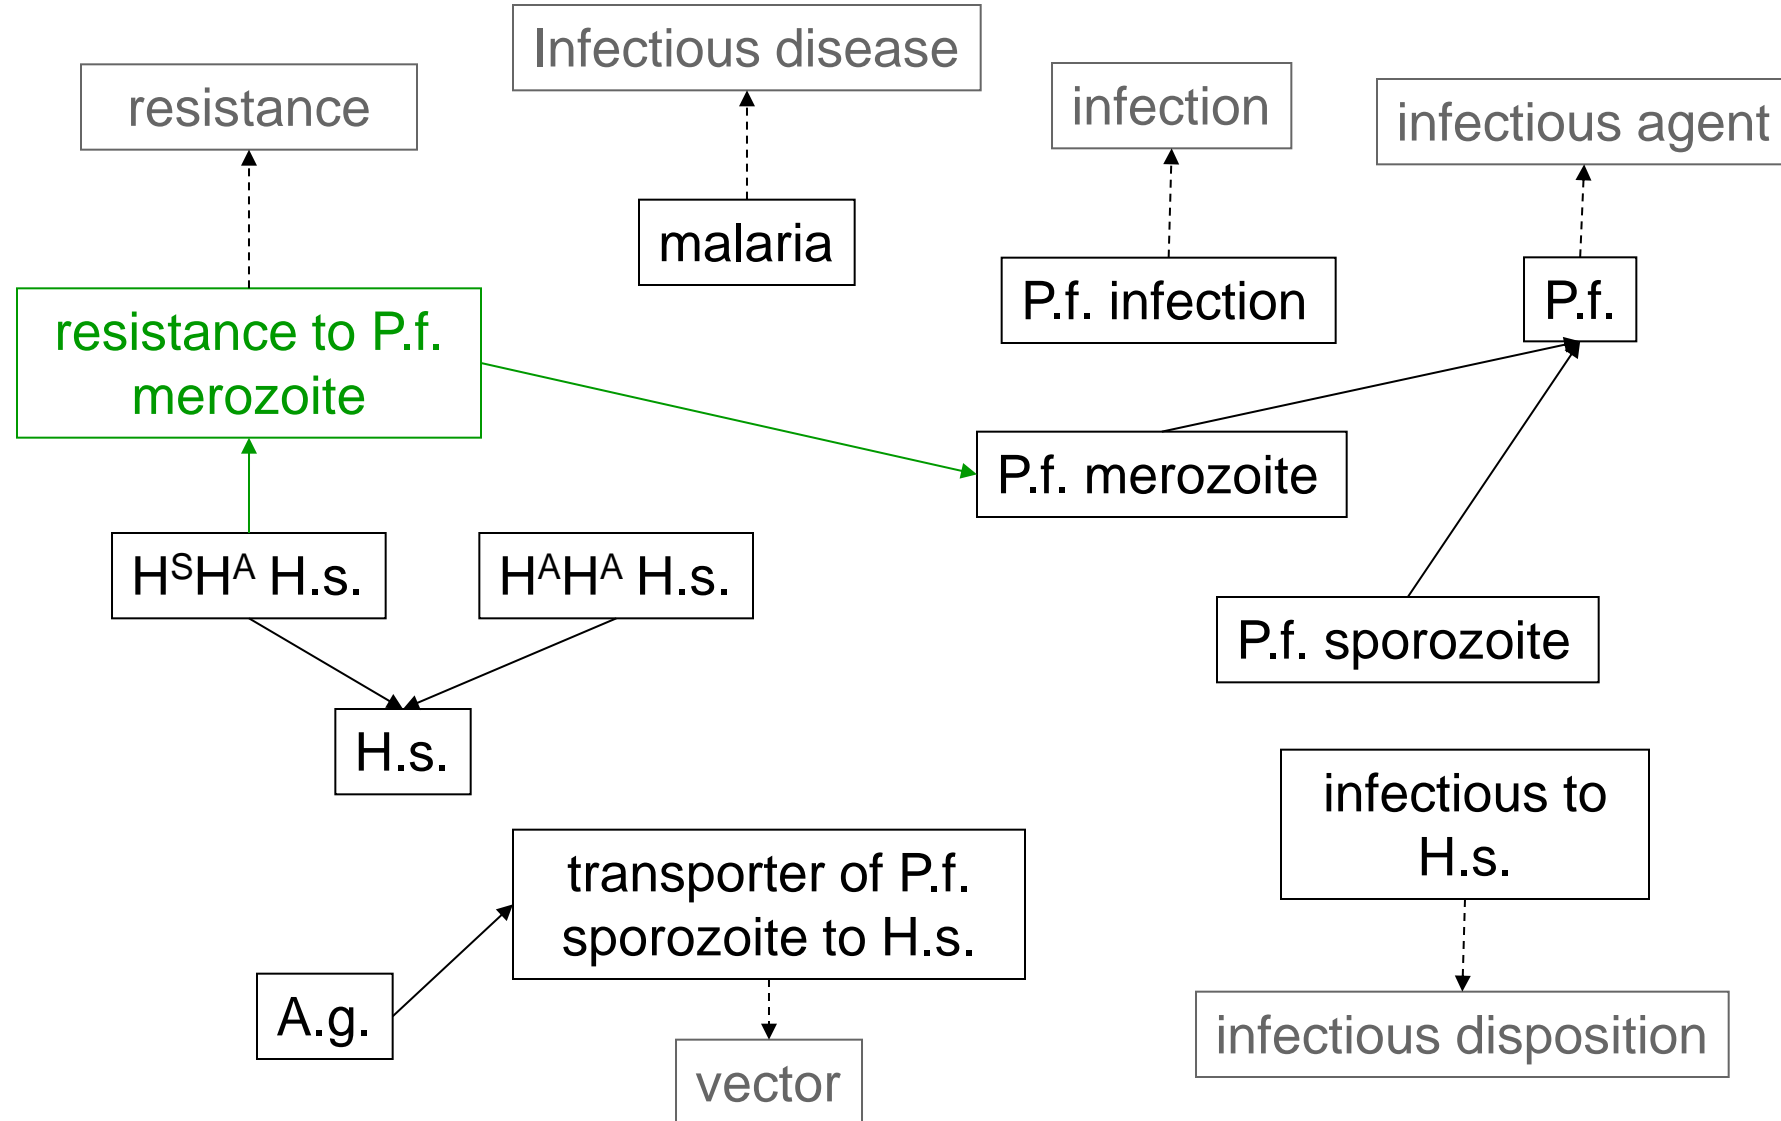 Infectious disease
resistance
infection
infectious agent
malaria
P.f. infection
P.f.
resistance to P.f.
merozoite
P.f. merozoite
HˢHᴬ H.s.
HᴬHᴬ H.s.
P.f. sporozoite
H.s.
infectious to
H.s.
transporter of P.f.
sporozoite to H.s.
A.g.
infectious disposition
vector